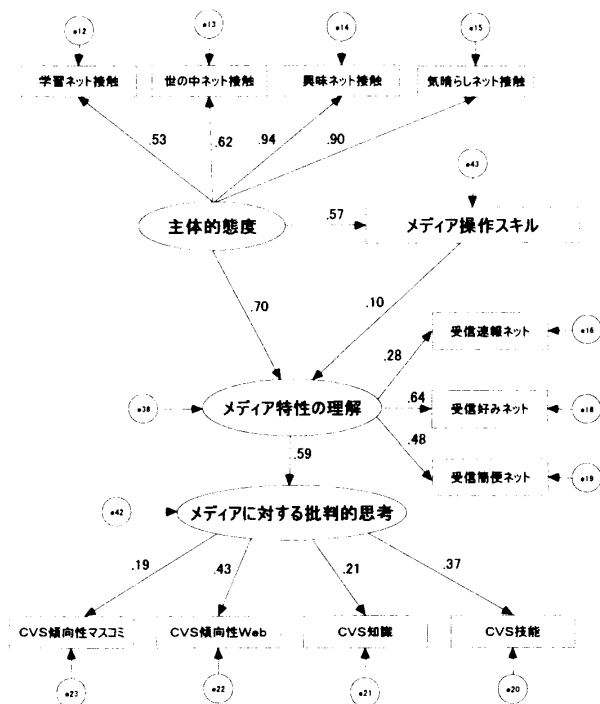 e12
e13
e14
e15
学習ネット接触
世の中ネット接触
興味ネット接触
気晴らしネット接触
.53
.62
.94
.90
e43
主体的態度
.57
メディア操作スキル
.70
.10
受信速報ネット
e16
.28
e38
メディア特性の理解
.64
受信好みネット
e18
.48
.59
受信簡便ネット
e19
e42
メディアに対する批判的思考
.19
.43
.21
.37
CVS傾向性マスコミ
CVS傾向性Web
CVS知識
CVS技能
e23
e22
e21
e20